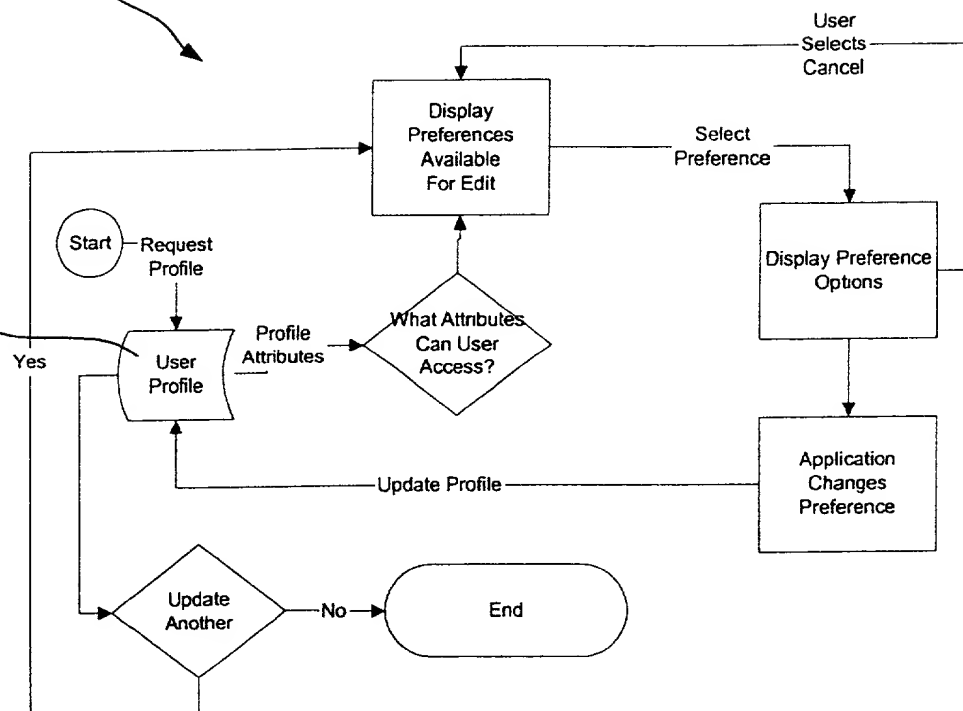 User
Selects
Cancel
Display
Preferences
Available
For Edit
Select
Preference
Start
Request
Profile
Display Preference
Options
What Attributes
Can User
Access?
Profile
Attributes
Yes
User
Profile
Application
Changes
Preference
Update Profile
Update
Another
No
End